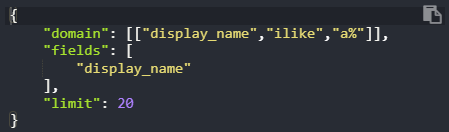 {
"domain": [["display_name","ilike","a%"]],
"fields": [
"display_name"
],
"limit": 20
}